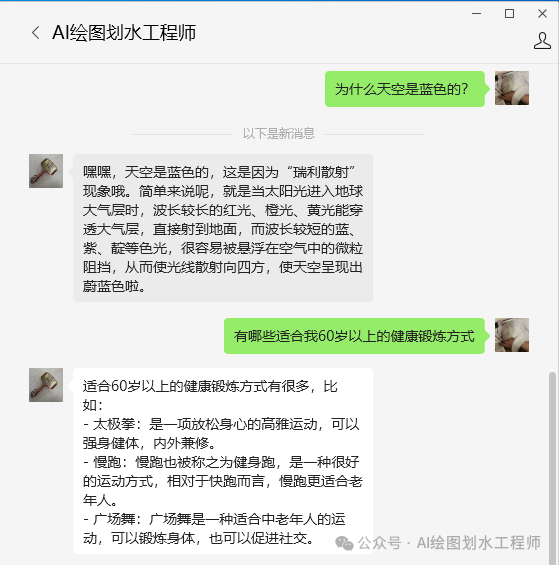 AI绘图划水工程师
为什么天空是蓝色的?
以下是新消息
嘿嘿，天空是蓝色的，这是因为“瑞利散射”
现象哦。简单来说呢，就是当太阳光进入地球
大气层时，波长较长的红光、橙光、黄光能穿
透大气层，直接射到地面，而波长较短的蓝、
紫、靛等色光，很容易被悬浮在空气中的微粒
阻挡，从而使光线散射向四方，使天空呈现出
蔚蓝色啦。
有哪些适合我60岁以上的健康锻炼方式
适合60岁以上的健康锻炼方式有很多，比
如：
- 太极拳：是一项放松身心的高雅运动，可以
强身健体，内外兼修。
- 慢跑：慢跑也被称之为健身跑，是一种很好
的运动方式，相对于快跑而言，慢跑更适合老
年人。
- 广场舞：广场舞是一种适合中老年人的运
动，可以锻炼身体，也可以促进社交。
公众号 · AI绘图划水工程师